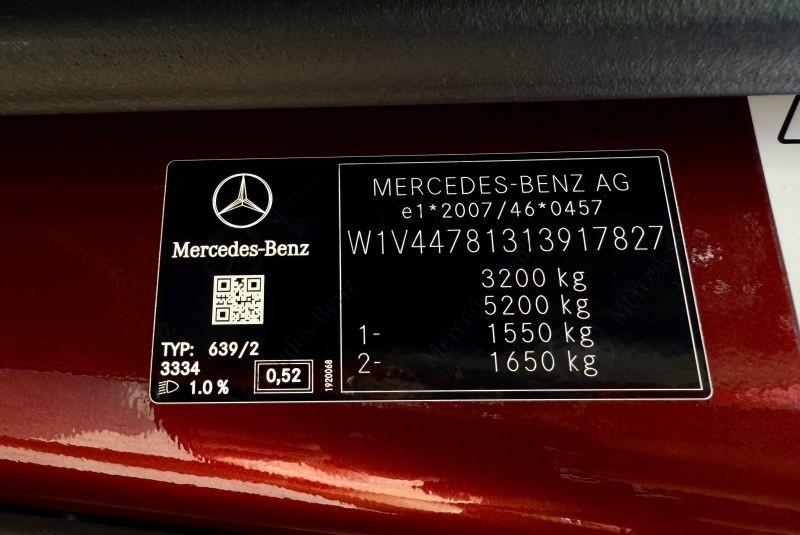 Mercedes-Benz
TYP: 639/2
3334
1.0 %
0,52
1920068
MERCEDES-BENZ AG
e1*2007/46*0457
W1V44781313917827
3200 kg
5200 kg
1- 1550 kg
2- 1650 kg